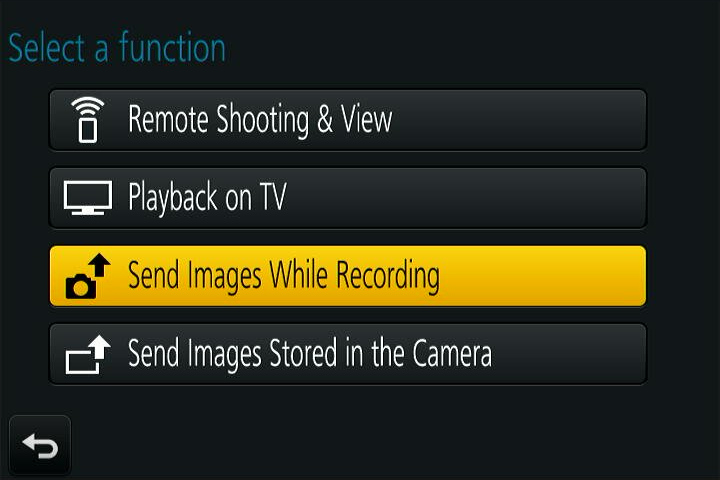 Select a function
Remote Shooting & View
Playback on TV
Send Images While Recording
Send Images Stored in the Camera